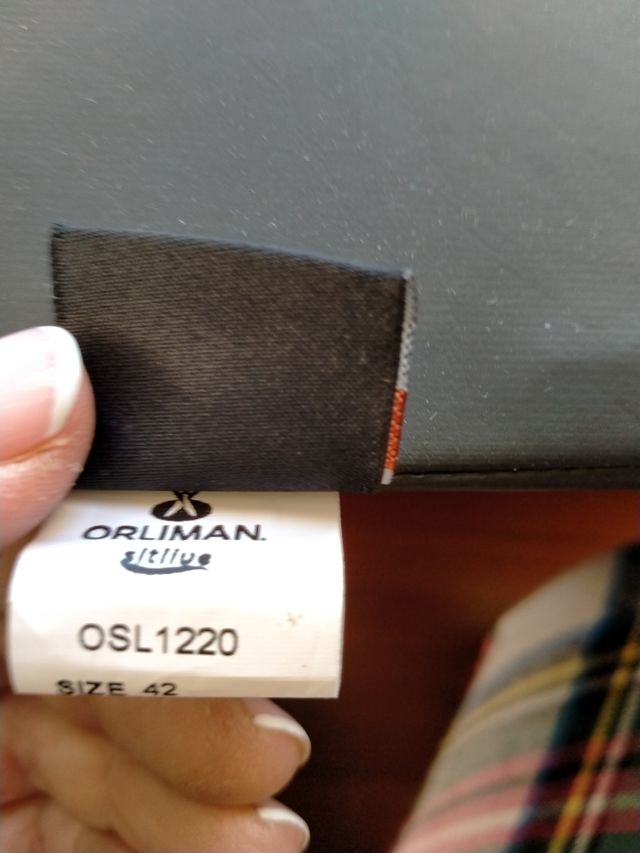 ORLIMAN.
sitlive
OSL1220
SIZE 42